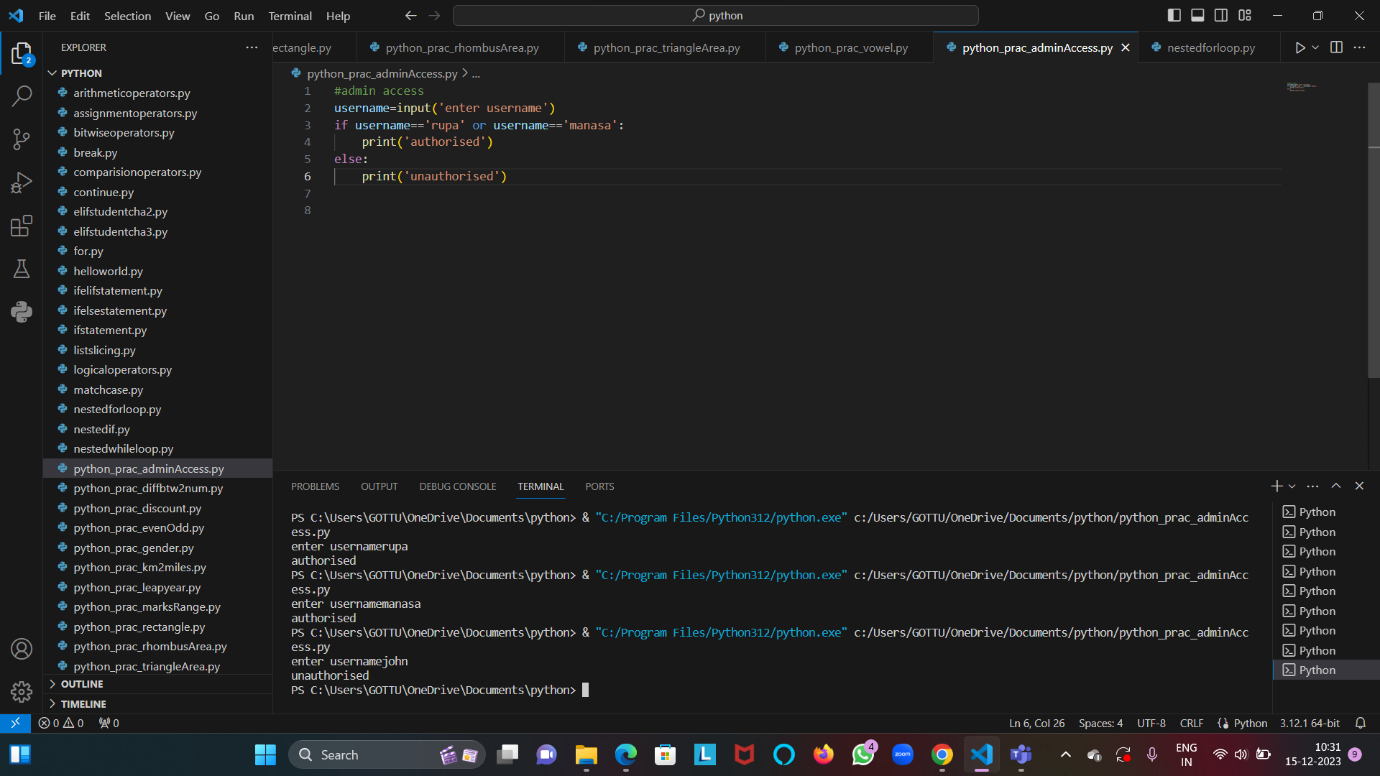 File Edit Selection View Go Run Terminal Help
python
EXPLORER
ectangle.py python_prac_rhombusArea.py python_prac_triangleArea.py python_prac_vowel.py python_prac_adminAccess.py nestedforloop.py
2
PYTHON
arithmeticoperators.py
assignmentoperators.py
bitwiseoperators.py
break.py
comparisionoperators.py
continue.py
elifstudentcha2.py
elifstudentcha3.py
for.py
helloworld.py
ifelifstatement.py
ifelsestatement.py
ifstatement.py
listslicing.py
logicaloperators.py
matchcase.py
nestedforloop.py
nestedif.py
nestedwhileloop.py
python_prac_adminAccess.py
python_prac_diffbtw2num.py
python_prac_discount.py
python_prac_evenOdd.py
python_prac_gender.py
python_prac_km2miles.py
python_prac_leapyear.py
python_prac_marksRange.py
python_prac_rectangle.py
python_prac_rhombusArea.py
python_prac_triangleArea.py
OUTLINE
TIMELINE
python_prac_adminAccess.py > ...
1 #admin access
2 username=input('enter username')
3 if username=='rupa' or username=='manasa':
4 print('authorised')
5 else:
6 print('unauthorised')
7
8
PROBLEMS OUTPUT DEBUG CONSOLE TERMINAL PORTS
PS C:\Users\GOTTU\OneDrive\Documents\python> & "C:/Program Files/Python312/python.exe" c:/Users/GOTTU/OneDrive/Documents/python/python_prac_adminAcc
ess.py
enter usernamerupa
authorised
PS C:\Users\GOTTU\OneDrive\Documents\python> & "C:/Program Files/Python312/python.exe" c:/Users/GOTTU/OneDrive/Documents/python/python_prac_adminAcc
ess.py
enter usernamemanasa
authorised
PS C:\Users\GOTTU\OneDrive\Documents\python> & "C:/Program Files/Python312/python.exe" c:/Users/GOTTU/OneDrive/Documents/python/python_prac_adminAcc
ess.py
enter usernamejohn
unauthorised
PS C:\Users\GOTTU\OneDrive\Documents\python>
Python
Python
Python
Python
Python
Python
Python
Python
Python
0 0 0 Ln 6, Col 26 Spaces: 4 UTF-8 CRLF Python 3.12.1 64-bit
Search
L
4
zoom
ENG
IN
10:31
15-12-2023
9